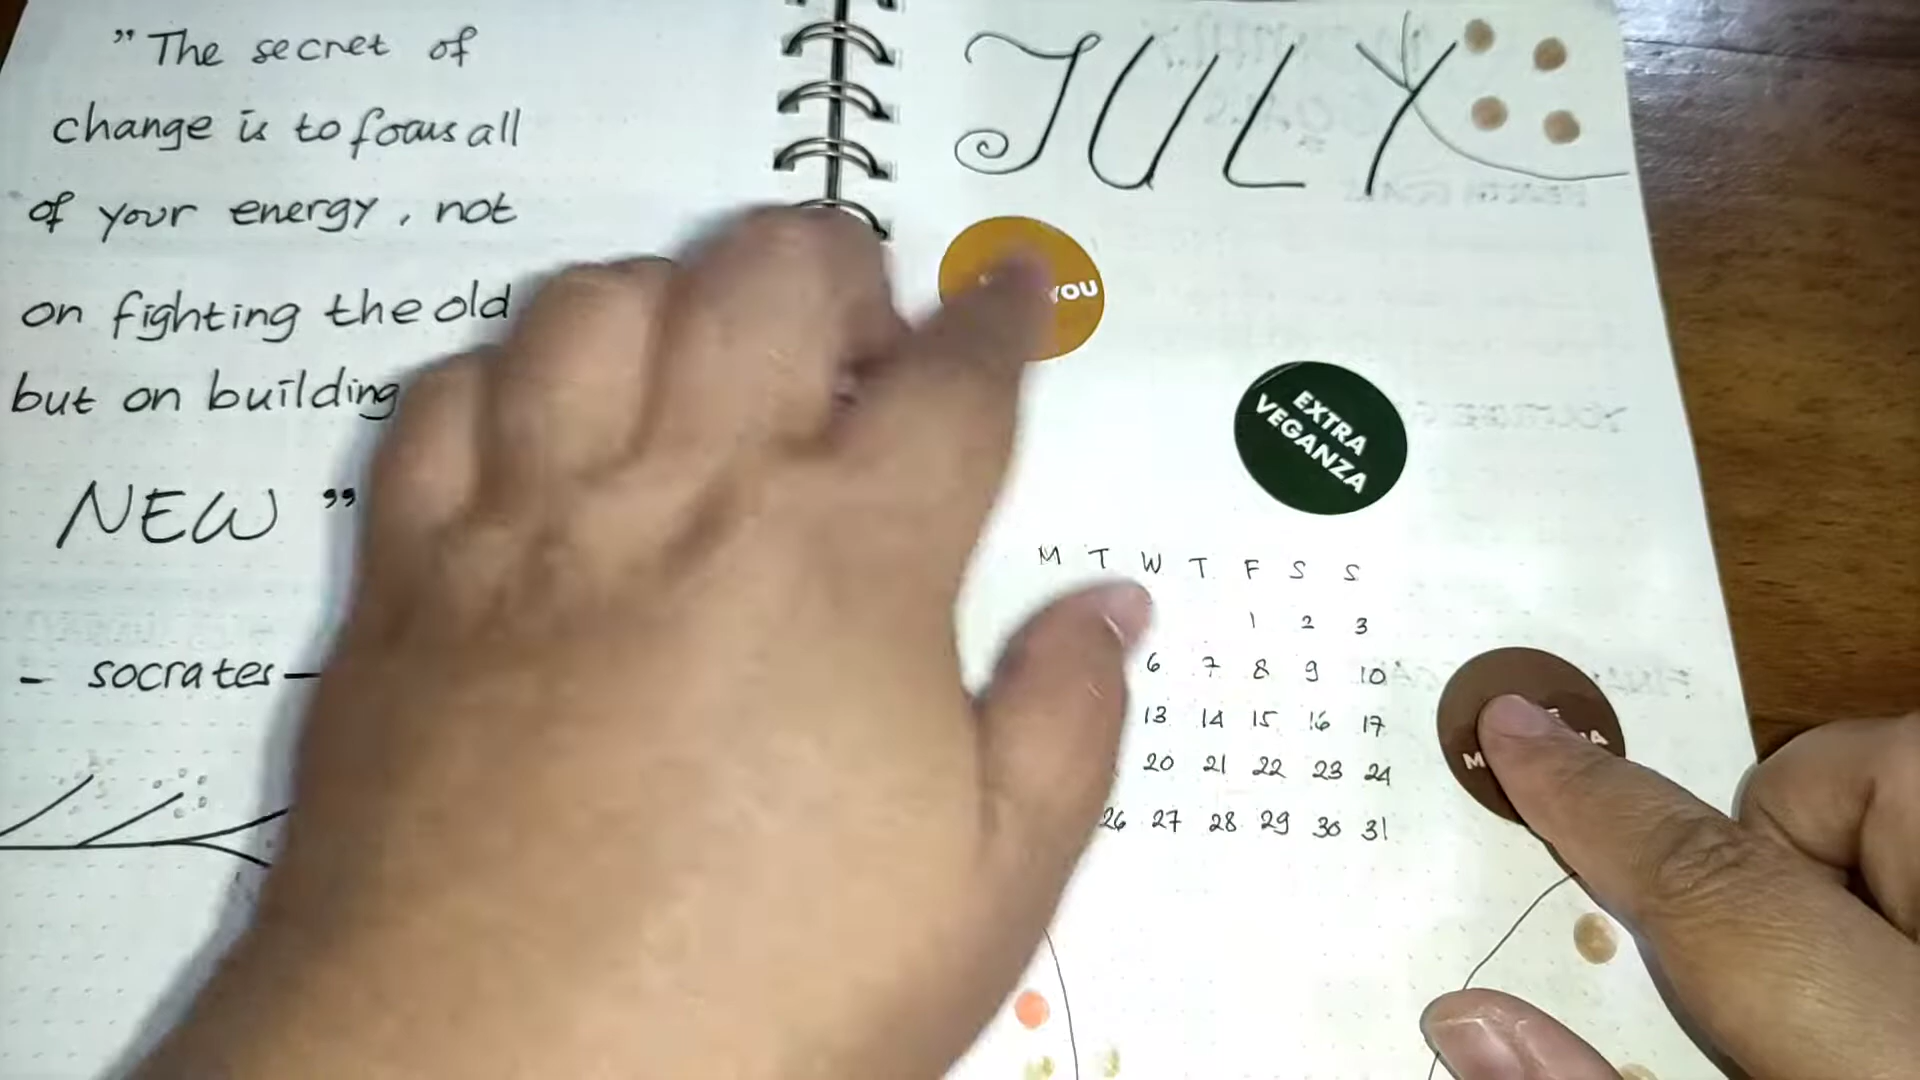 " The secret of
change is to focus all
of your energy, not
on fighting the old
but on building
NEW "
- socrates -
JULY
YOU
EXTRA
VEGANZA
M T W T F S S
1 2 3
6 7 8 9 10
13 14 15 16 17
20 21 22 23 24
26 27 28 29 30 31